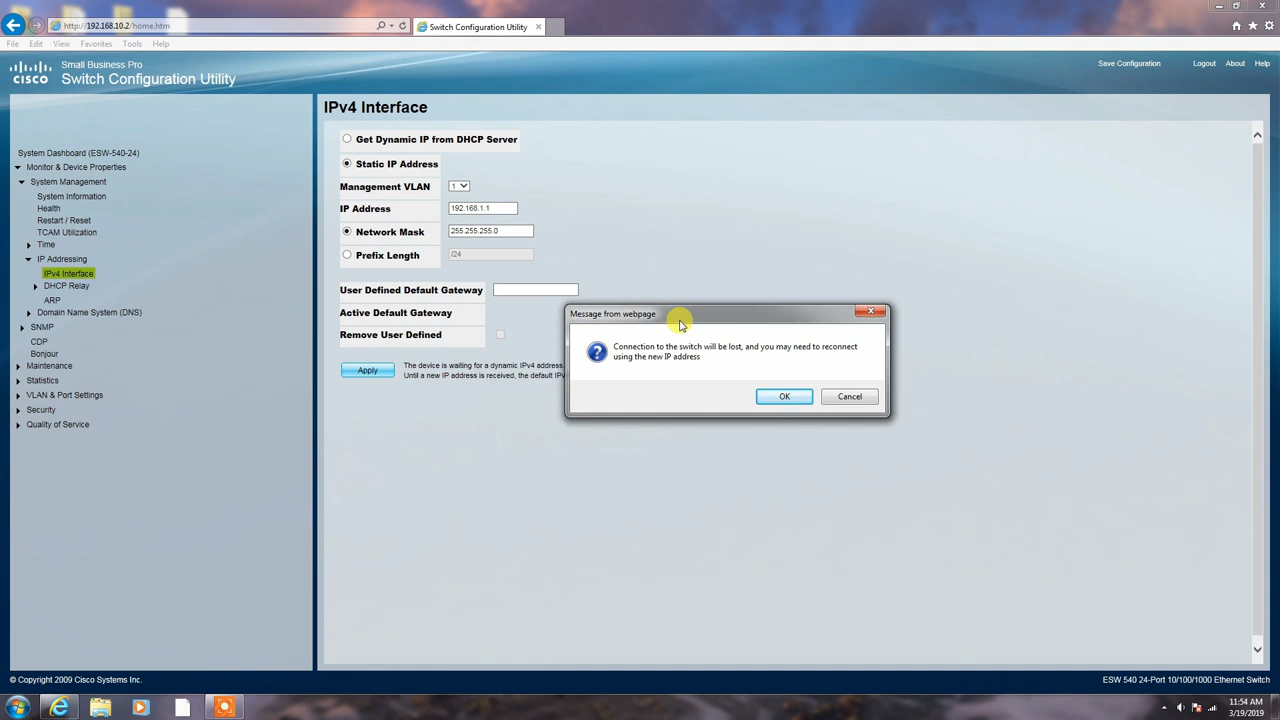 http://192.168.10.2/home.htm
Switch Configuration Utility
File Edit View Favorites Tools Help
Small Business Pro
cisco Switch Configuration Utility
Save Configuration Logout About Help
System Dashboard (ESW-540-24)
Monitor & Device Properties
System Management
System Information
Health
Restart / Reset
TCAM Utilization
Time
IP Addressing
IPv4 Interface
DHCP Relay
ARP
Domain Name System (DNS)
SNMP
CDP
Bonjour
Maintenance
Statistics
VLAN & Port Settings
Security
Quality of Service
IPv4 Interface
Get Dynamic IP from DHCP Server
Static IP Address
Management VLAN 1
IP Address 192.168.1.1
Network Mask 255.255.255.0
Prefix Length /24
User Defined Default Gateway
Active Default Gateway
Remove User Defined
Apply
The device is waiting for a dynamic IPv4 address
Until a new IP address is received, the default IPv
Message from webpage
Connection to the switch will be lost, and you may need to reconnect
using the new IP address
OK Cancel
© Copyright 2009 Cisco Systems Inc.
ESW 540 24-Port 10/100/1000 Ethernet Switch
11:54 AM
3/19/2019